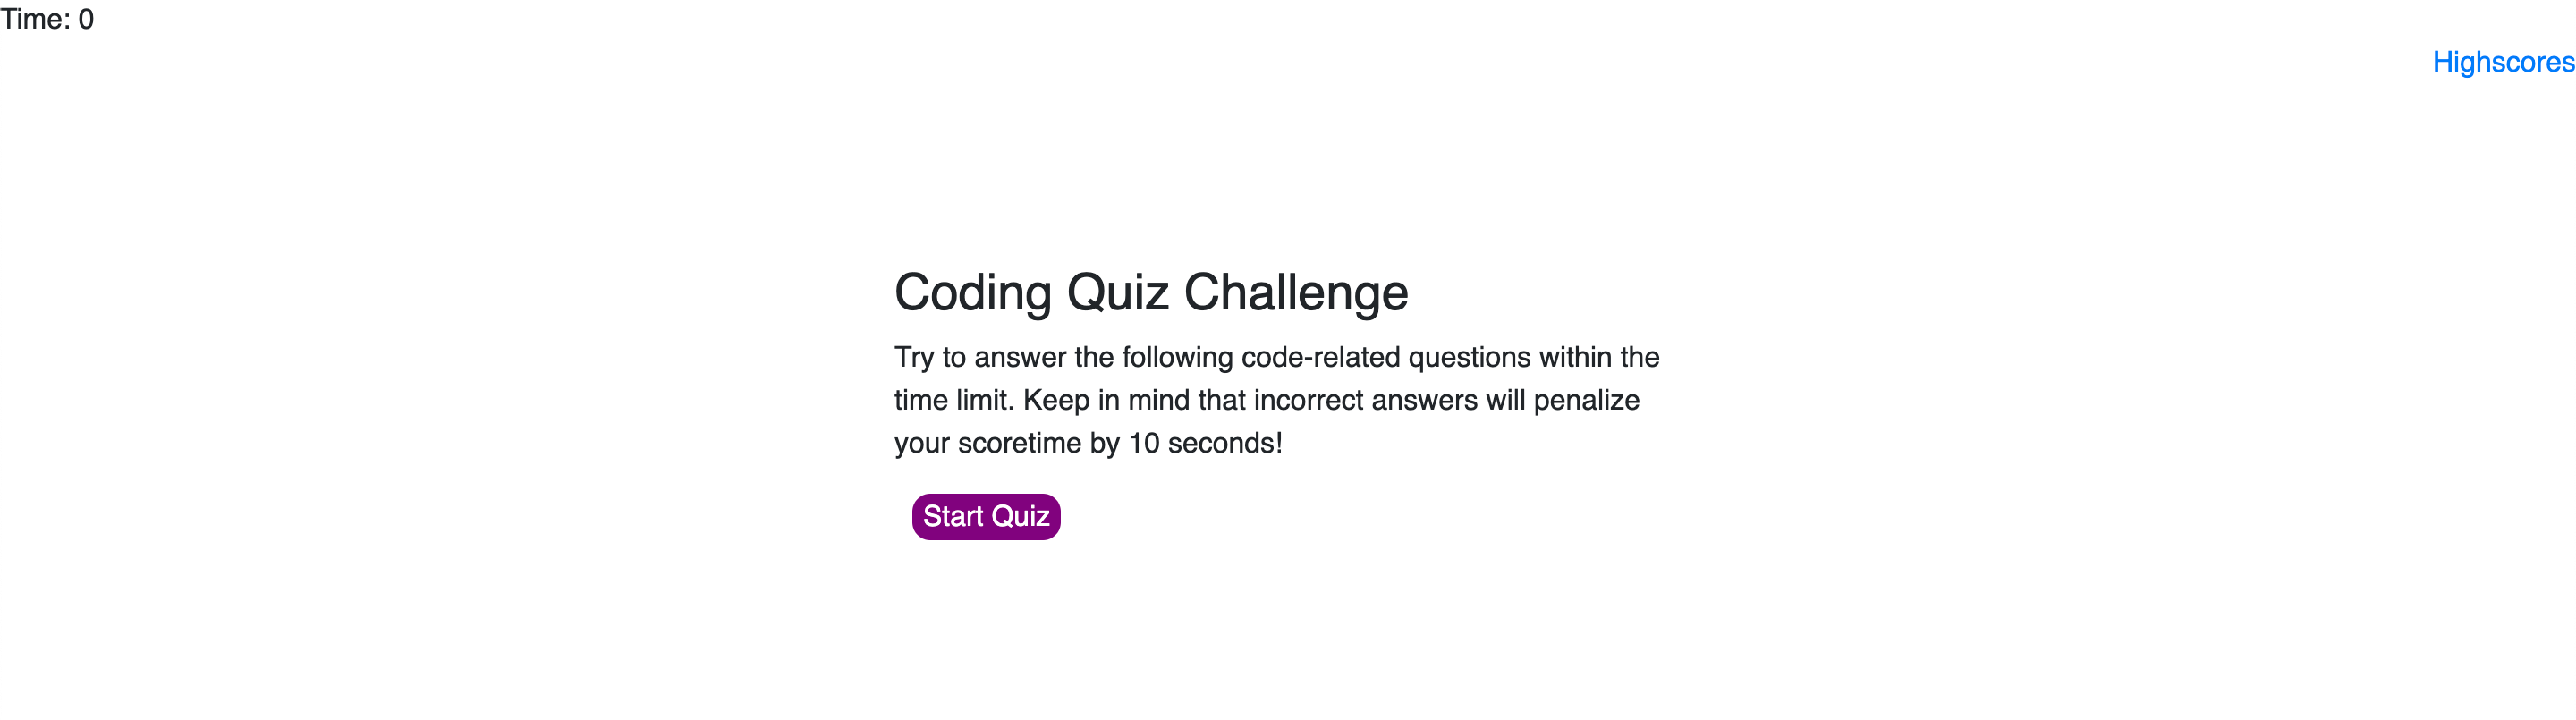 Time: 0
Highscores
Coding Quiz Challenge
Try to answer the following code-related questions within the
time limit. Keep in mind that incorrect answers will penalize
your scoretime by 10 seconds!
Start Quiz